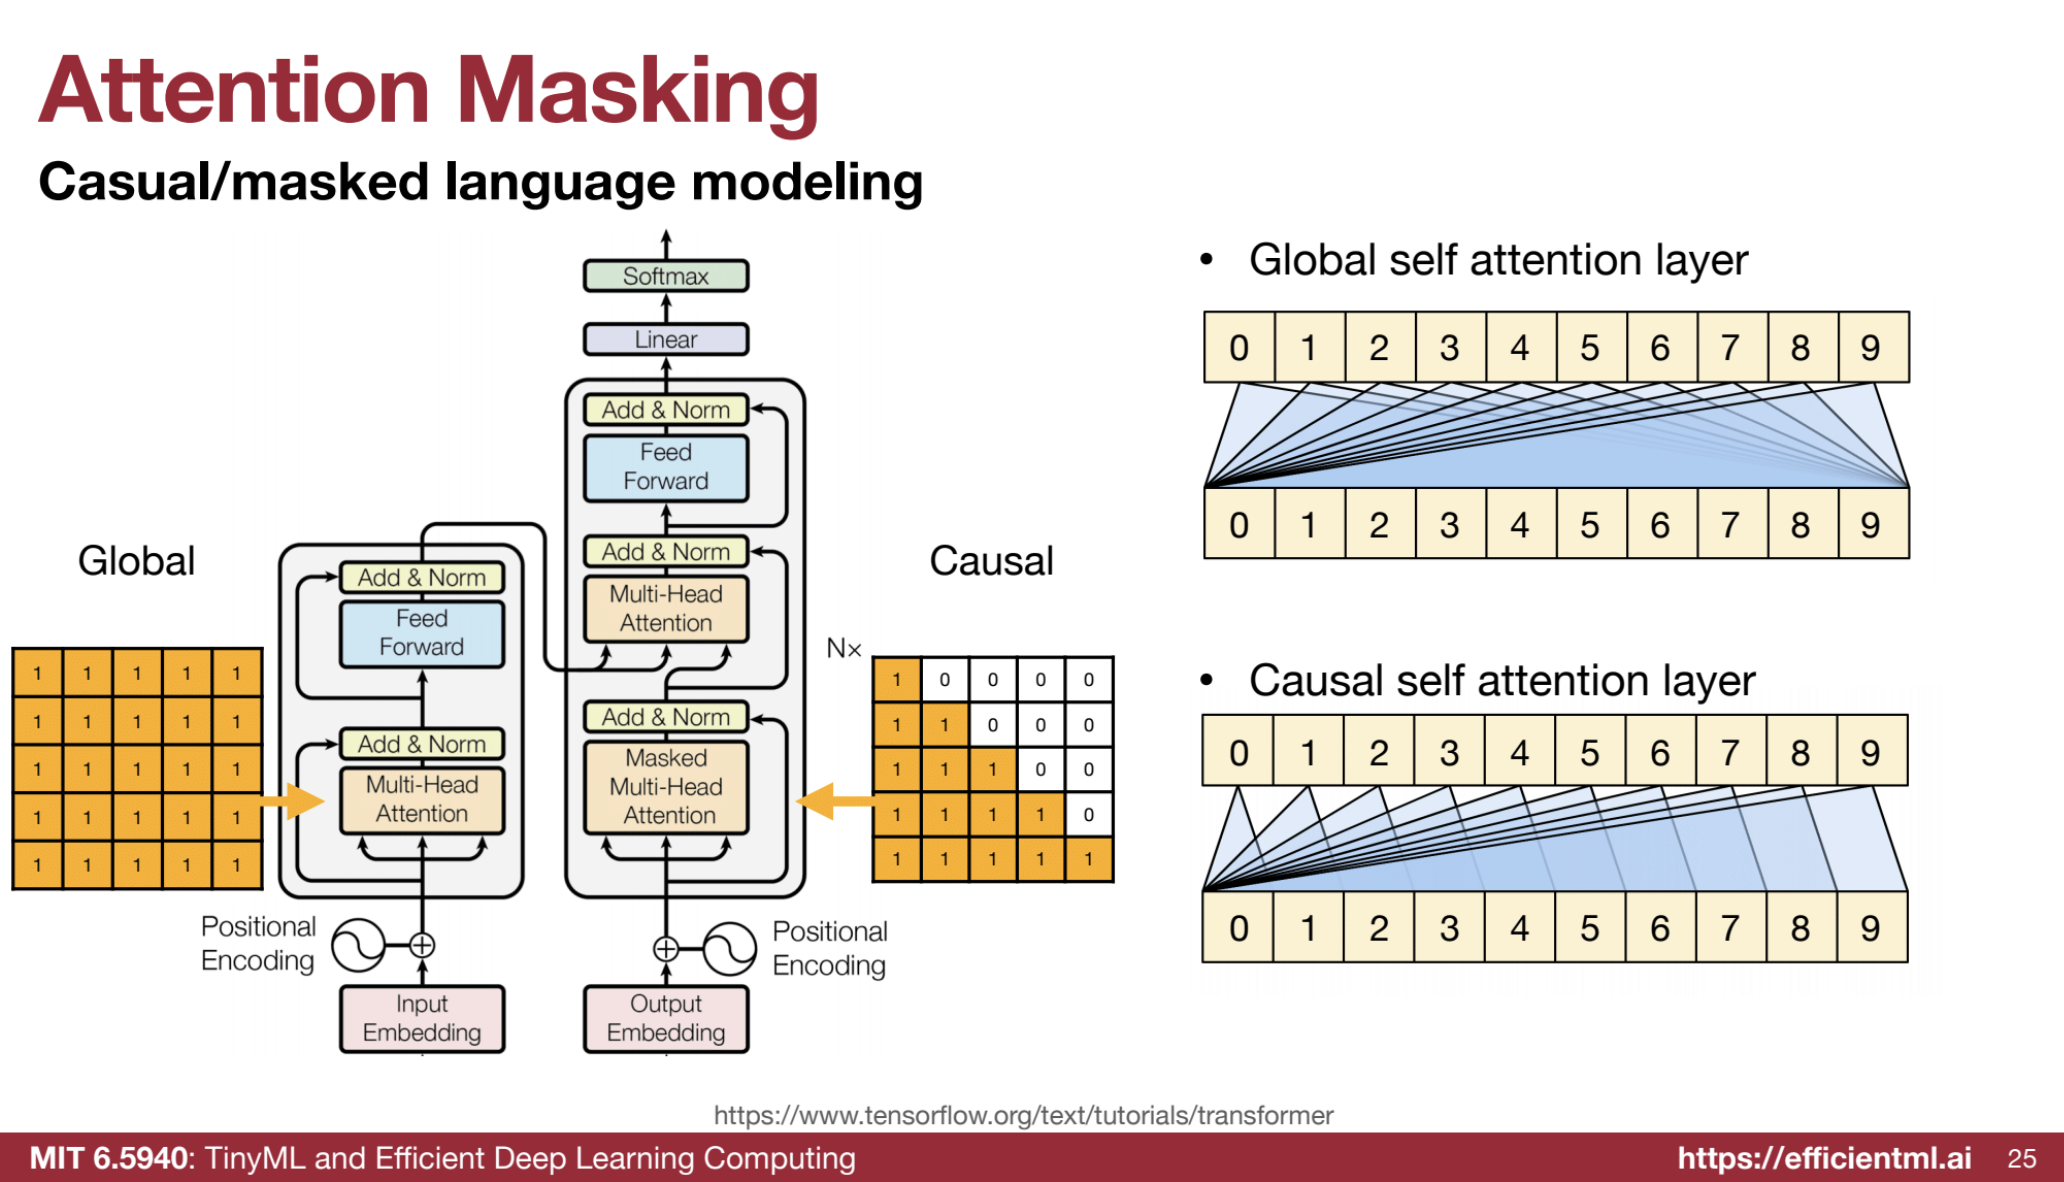 Attention Masking
Casual/masked language modeling
Softmax
Linear
Add & Norm
Feed
Forward
Add & Norm
Multi-Head
Attention
Add & Norm
Masked
Multi-Head
Attention
Positional
Encoding
Output
Embedding
Nx
Global
1 1 1 1 1
1 1 1 1 1
1 1 1 1 1
1 1 1 1 1
1 1 1 1 1
Add & Norm
Feed
Forward
Add & Norm
Multi-Head
Attention
Positional
Encoding
Input
Embedding
Causal
1 0 0 0 0
1 1 0 0 0
1 1 1 0 0
1 1 1 1 0
1 1 1 1 1
• Global self attention layer
0 1 2 3 4 5 6 7 8 9
0 1 2 3 4 5 6 7 8 9
• Causal self attention layer
0 1 2 3 4 5 6 7 8 9
0 1 2 3 4 5 6 7 8 9
https://www.tensorflow.org/text/tutorials/transformer
MIT 6.5940: TinyML and Efficient Deep Learning Computing
https://efficientml.ai
25